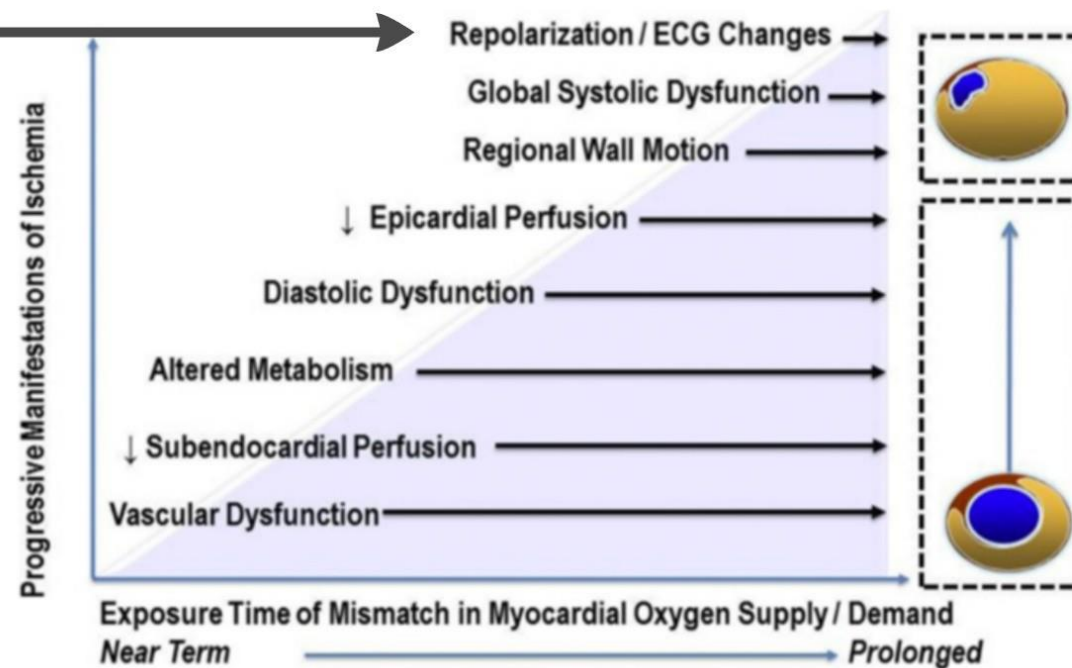 Repolarization / ECG Changes
Global Systolic Dysfunction
Regional Wall Motion
↓ Epicardial Perfusion
Diastolic Dysfunction
Altered Metabolism
↓ Subendocardial Perfusion
Vascular Dysfunction
Progressive Manifestations of Ischemia
Exposure Time of Mismatch in Myocardial Oxygen Supply / Demand
Near Term Prolonged